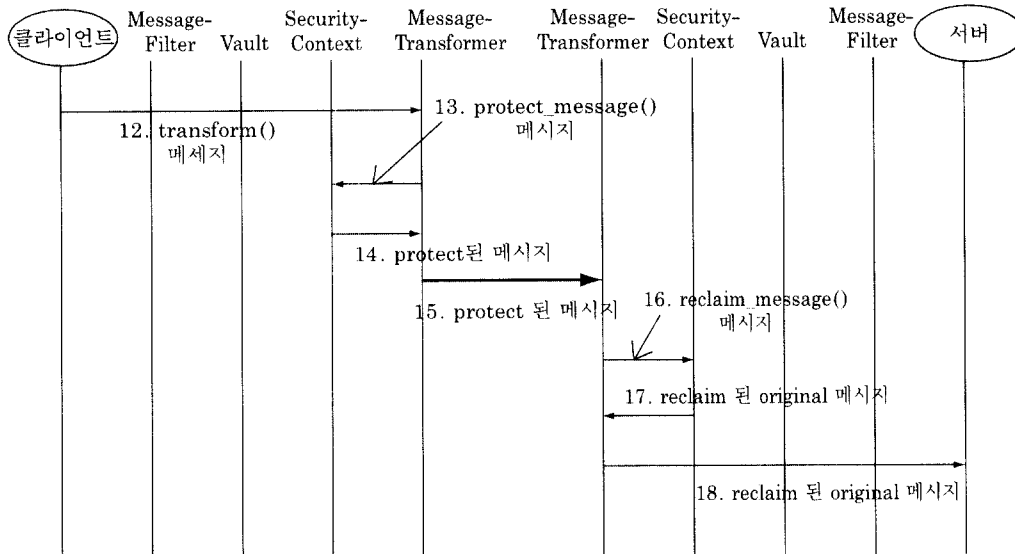 클라이언트
Message-
Filter
Vault
Security-
Context
Message-
Transformer
Message-
Transformer
Security-
Context
Vault
Message-
Filter
서버
12. transform()
메세지
13. protect_message()
메시지
14. protect된 메시지
15. protect 된 메시지
16. reclaim_message()
메시지
17. reclaim 된 original 메시지
18. reclaim 된 original 메시지